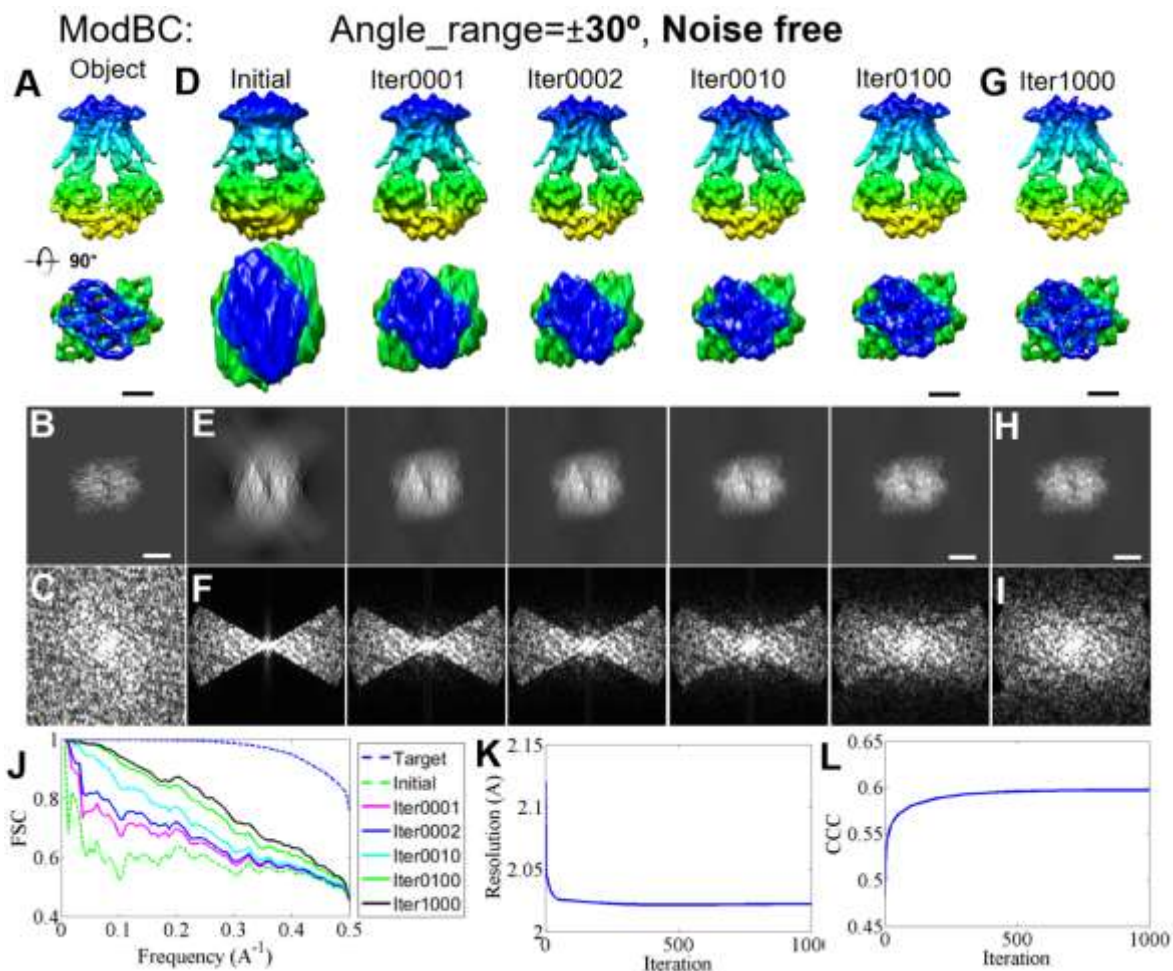 ModBC: Angle_range=±30º, Noise free
A Object D Initial Iter0001 Iter0002 Iter0010 Iter0100 G Iter1000
90°
B E H
C F I
J
FSC
1
0.8
0.6
0.4
0 0.1 0.2 0.3 0.4 0.5
Frequency (A⁻¹)
Target
Initial
Iter0001
Iter0002
Iter0010
Iter0100
Iter1000
K
Resolution (A)
2.15
2.1
2.05
2
0 500 1000
Iteration
L
CCC
0.65
0.6
0.55
0.5
0.45
0 500 1000
Iteration